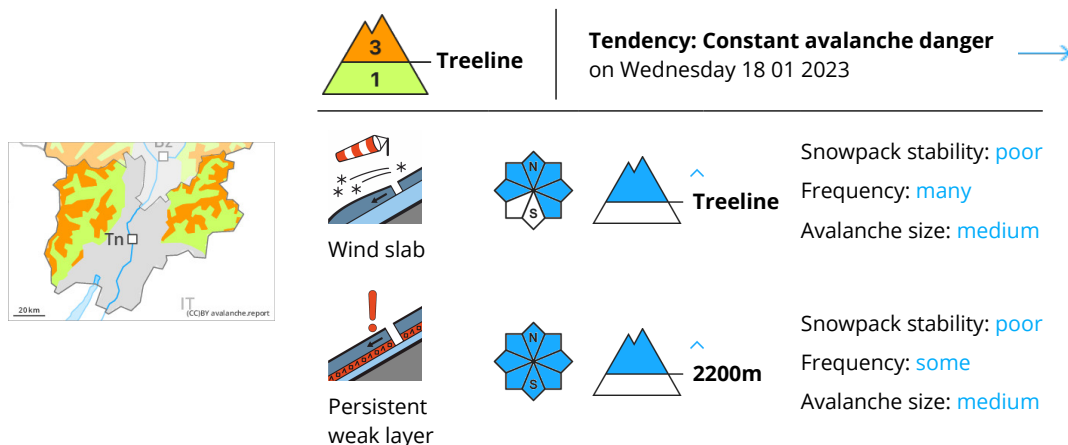 3
1
Treeline
Tendency: Constant avalanche danger
on Wednesday 18 01 2023
Bz
Tn
IT
20 km
(CC)BY avalanche.report
Wind slab
N
S
Treeline
Snowpack stability: poor
Frequency: many
Avalanche size: medium
Persistent
weak layer
N
S
2200m
Snowpack stability: poor
Frequency: some
Avalanche size: medium